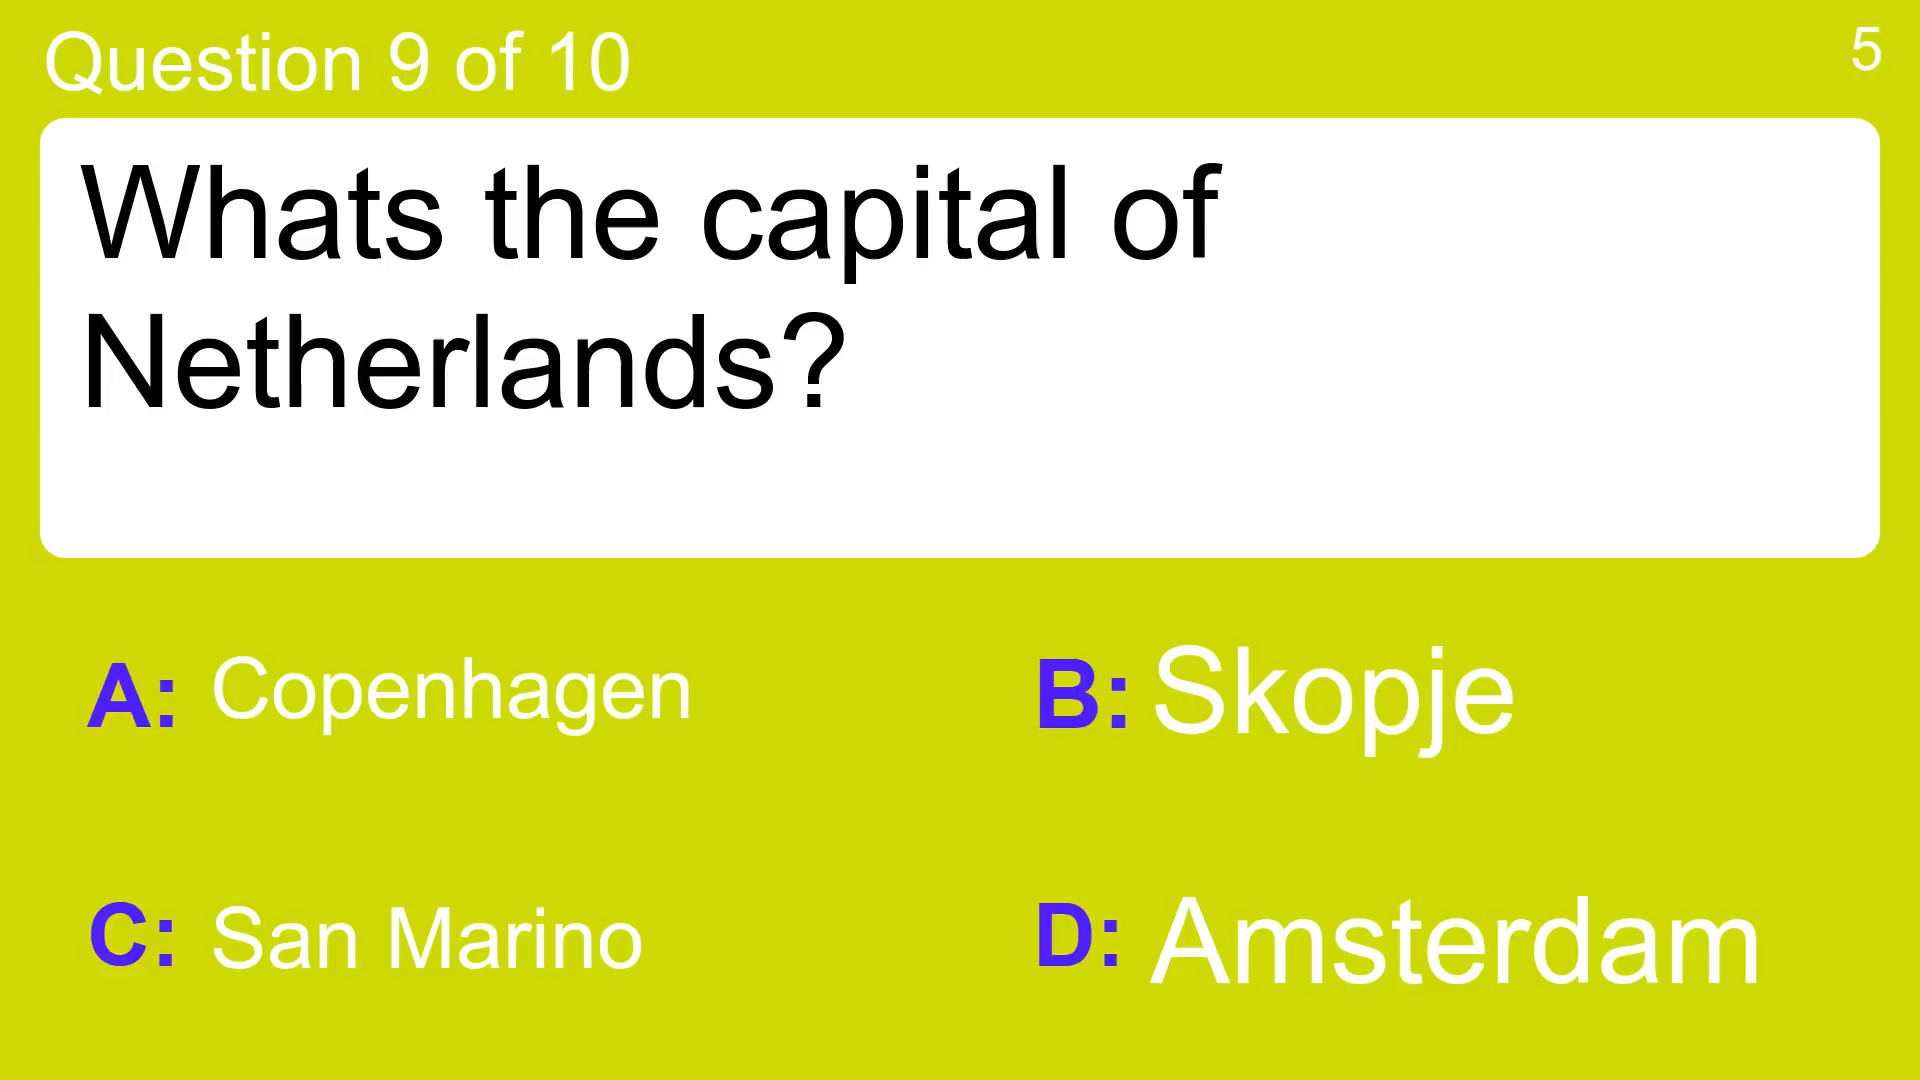 Question 9 of 10
5
Whats the capital of
Netherlands?
A: Copenhagen
B: Skopje
C: San Marino
D: Amsterdam